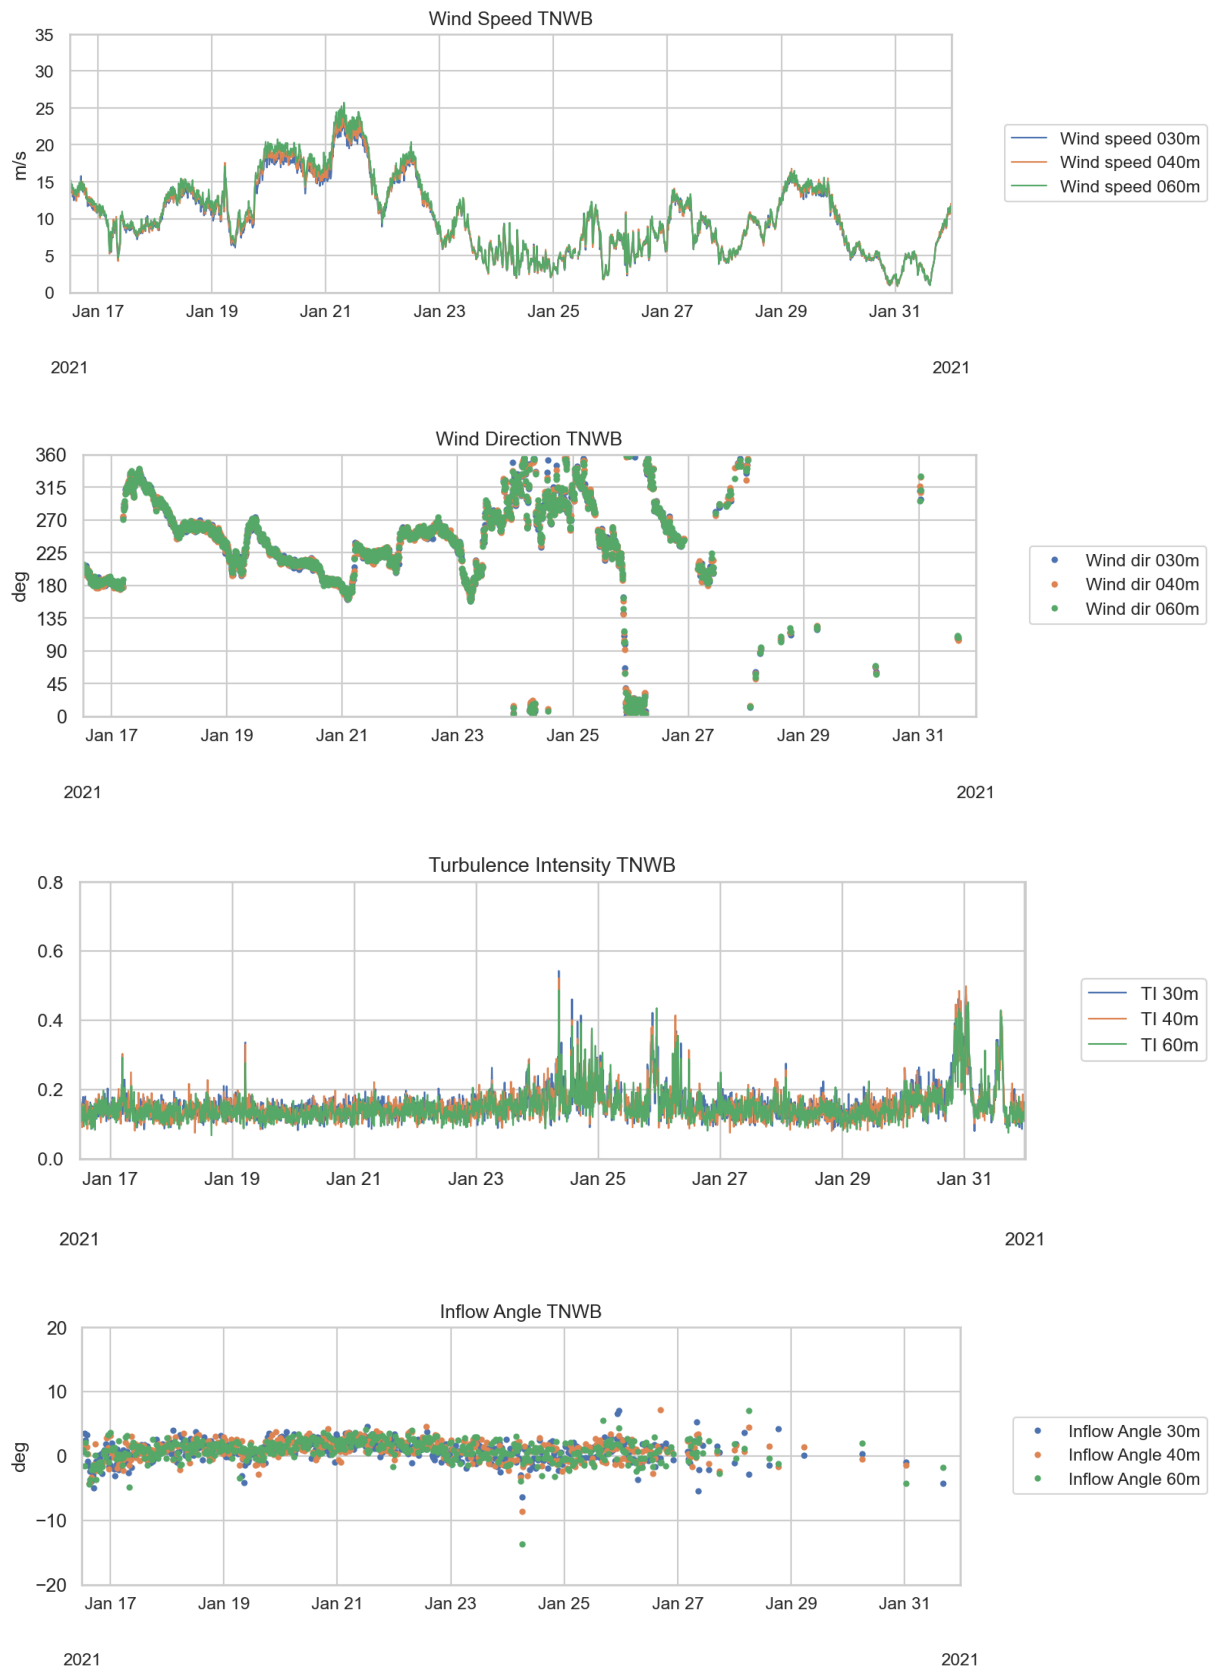 Wind Speed TNWB
35
30
25
20
15
10
5
0
m/s
Jan 17 Jan 19 Jan 21 Jan 23 Jan 25 Jan 27 Jan 29 Jan 31
2021 2021
Wind speed 030m
Wind speed 040m
Wind speed 060m
Wind Direction TNWB
360
315
270
225
180
135
90
45
0
deg
Jan 17 Jan 19 Jan 21 Jan 23 Jan 25 Jan 27 Jan 29 Jan 31
2021 2021
Wind dir 030m
Wind dir 040m
Wind dir 060m
Turbulence Intensity TNWB
0.8
0.6
0.4
0.2
0.0
Jan 17 Jan 19 Jan 21 Jan 23 Jan 25 Jan 27 Jan 29 Jan 31
2021 2021
TI 30m
TI 40m
TI 60m
Inflow Angle TNWB
20
10
0
−10
−20
deg
Jan 17 Jan 19 Jan 21 Jan 23 Jan 25 Jan 27 Jan 29 Jan 31
2021 2021
Inflow Angle 30m
Inflow Angle 40m
Inflow Angle 60m